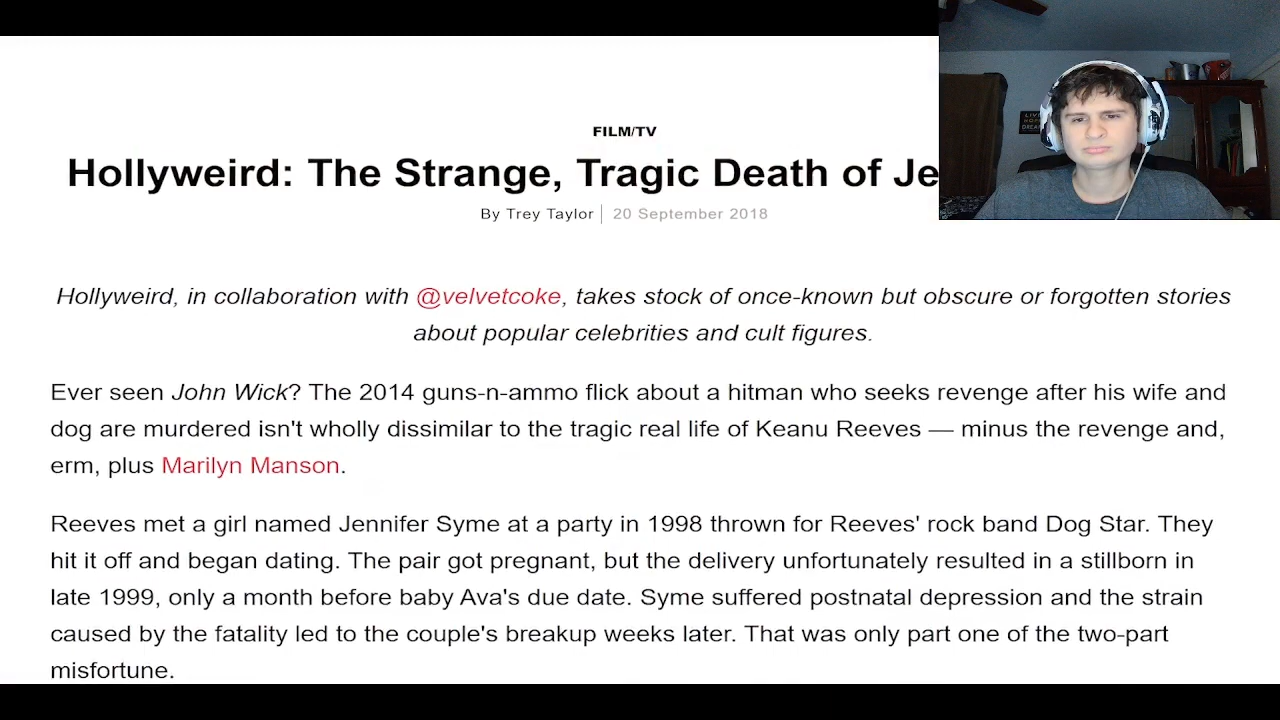 FILM/TV
Hollyweird: The Strange, Tragic Death of Je
By Trey Taylor | 20 September 2018
Hollyweird, in collaboration with @velvetcoke, takes stock of once-known but obscure or forgotten stories
about popular celebrities and cult figures.
Ever seen John Wick? The 2014 guns-n-ammo flick about a hitman who seeks revenge after his wife and
dog are murdered isn't wholly dissimilar to the tragic real life of Keanu Reeves — minus the revenge and,
erm, plus Marilyn Manson.
Reeves met a girl named Jennifer Syme at a party in 1998 thrown for Reeves' rock band Dog Star. They
hit it off and began dating. The pair got pregnant, but the delivery unfortunately resulted in a stillborn in
late 1999, only a month before baby Ava's due date. Syme suffered postnatal depression and the strain
caused by the fatality led to the couple's breakup weeks later. That was only part one of the two-part
misfortune.